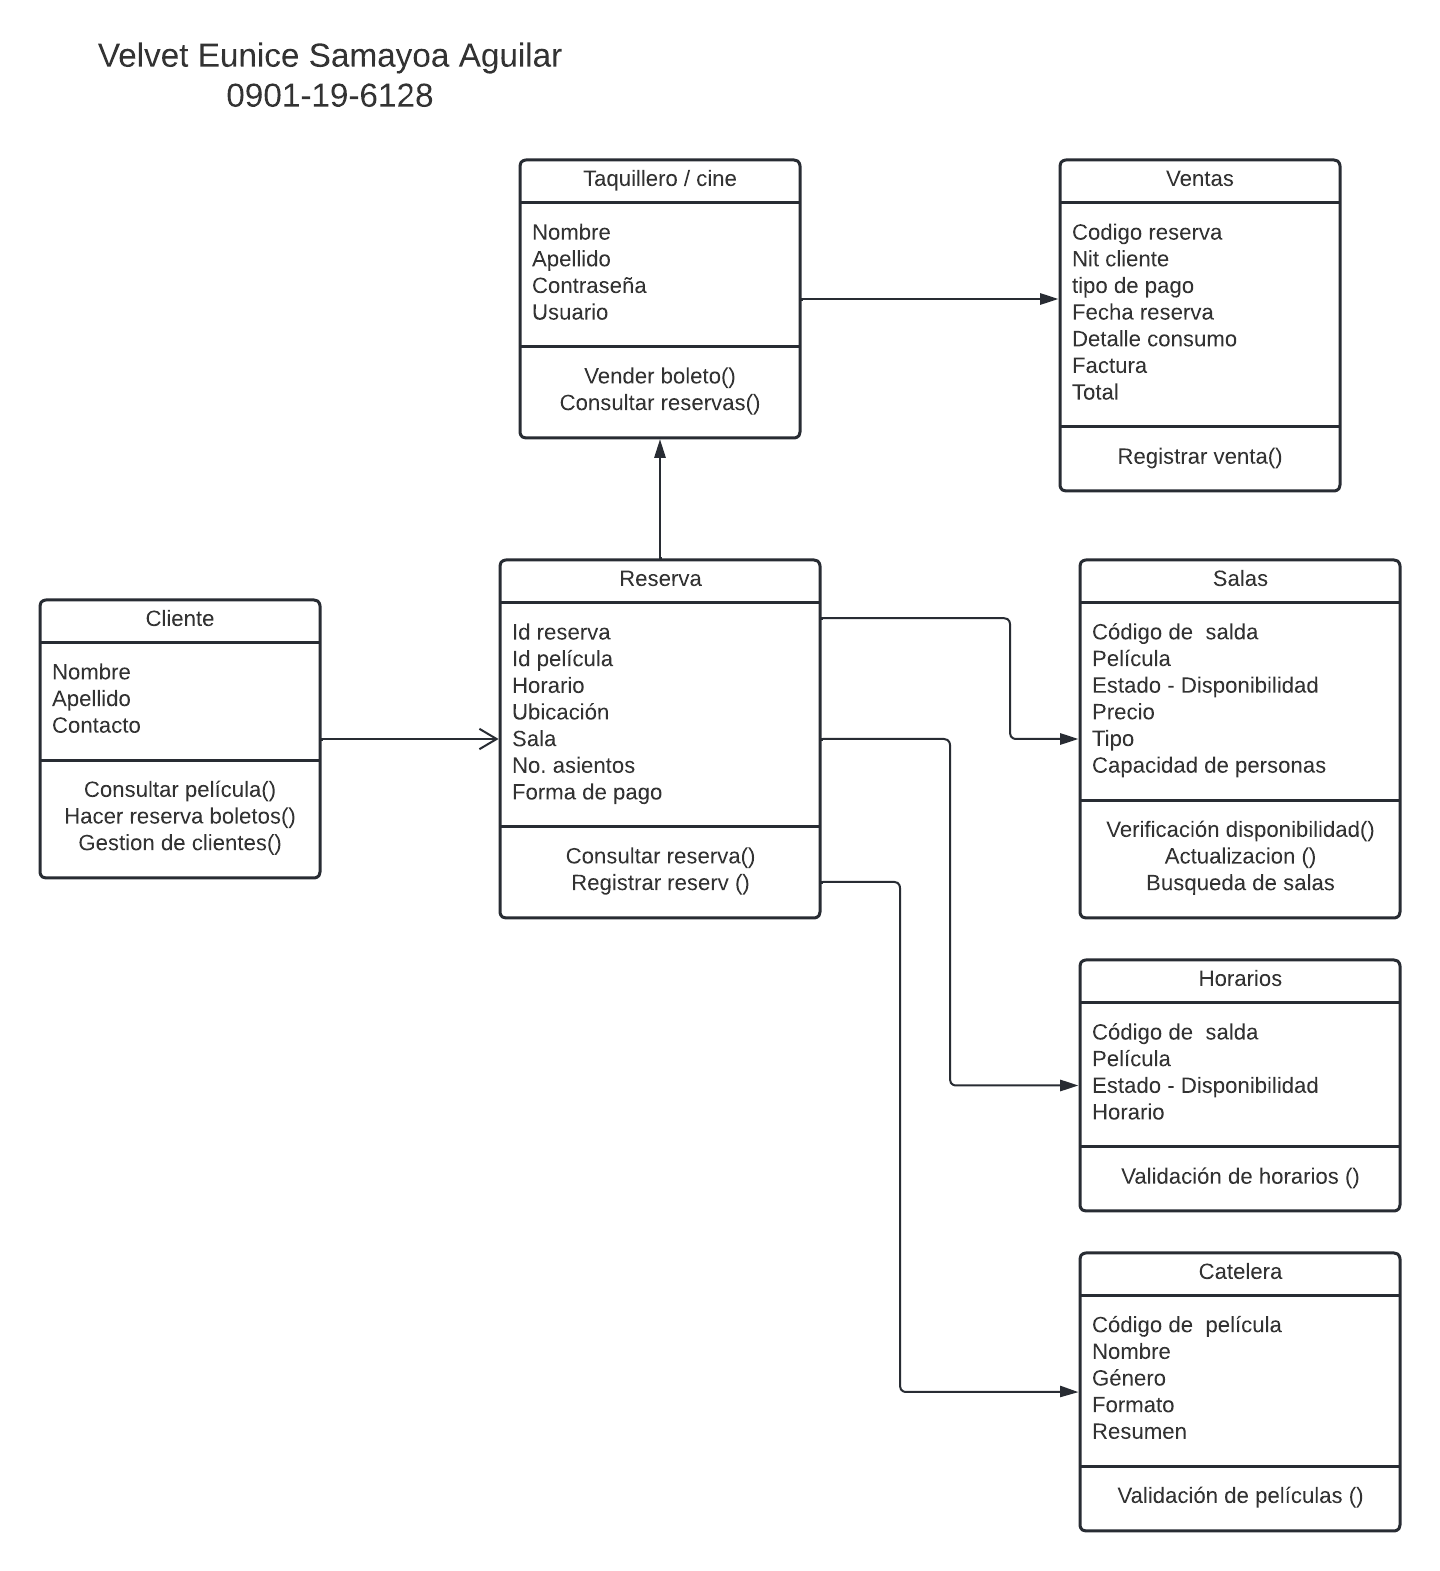 Velvet Eunice Samayoa Aguilar
0901-19-6128
Taquillero / cine
Nombre
Apellido
Contraseña
Usuario
Vender boleto()
Consultar reservas()
Ventas
Codigo reserva
Nit cliente
tipo de pago
Fecha reserva
Detalle consumo
Factura
Total
Registrar venta()
Cliente
Nombre
Apellido
Contacto
Consultar película()
Hacer reserva boletos()
Gestion de clientes()
Reserva
Id reserva
Id película
Horario
Ubicación
Sala
No. asientos
Forma de pago
Consultar reserva()
Registrar reserv ()
Salas
Código de  salda
Película
Estado - Disponibilidad
Precio
Tipo
Capacidad de personas
Verificación disponibilidad()
Actualizacion ()
Busqueda de salas
Horarios
Código de  salda
Película
Estado - Disponibilidad
Horario
Validación de horarios ()
Catelera
Código de  película
Nombre
Género
Formato
Resumen
Validación de películas ()